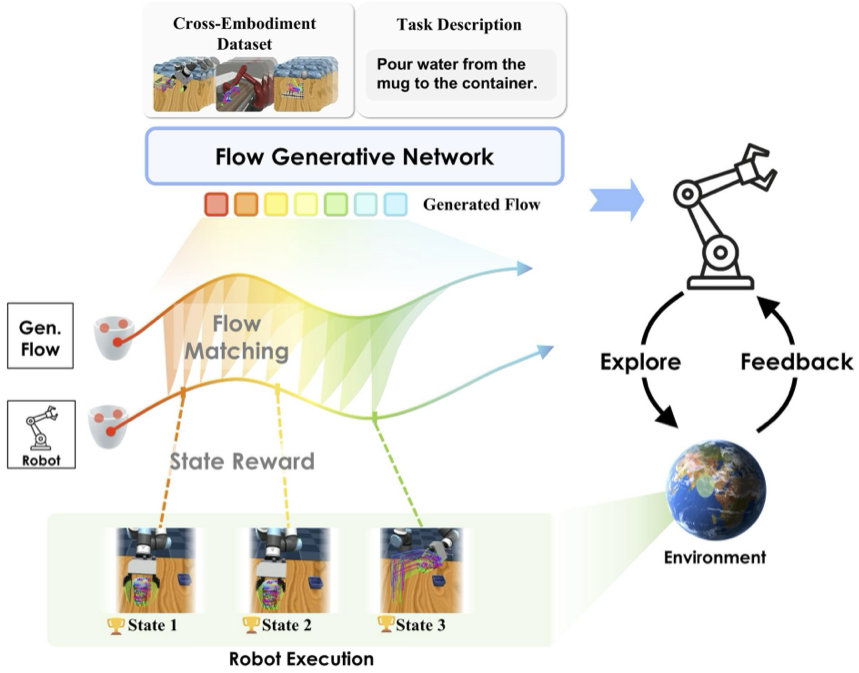 Cross-Embodiment
Dataset
Task Description
Pour water from the
mug to the container.
Flow Generative Network
Generated Flow
Gen.
Flow
Flow
Matching
Robot
State Reward
Explore
Feedback
Environment
State 1
State 2
State 3
Robot Execution